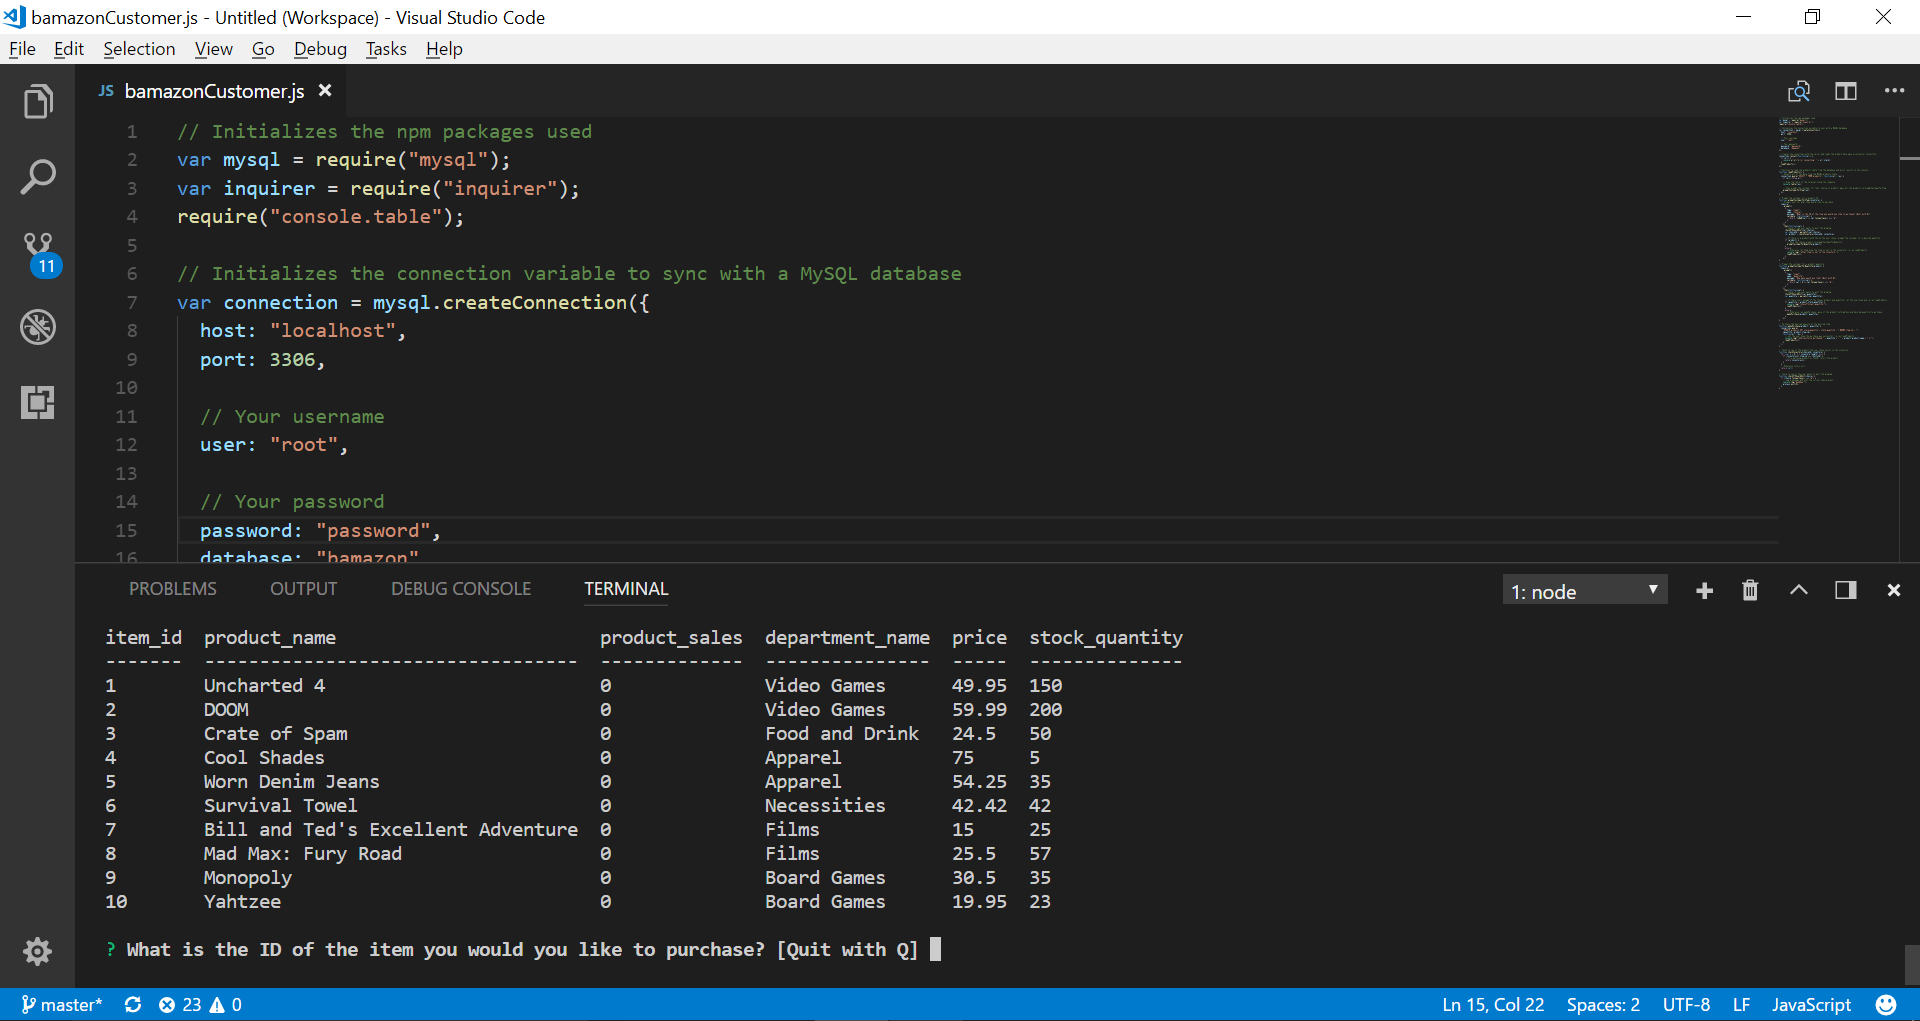 bamazonCustomer.js - Untitled (Workspace) - Visual Studio Code
File Edit Selection View Go Debug Tasks Help
JS bamazonCustomer.js
1 // Initializes the npm packages used
2 var mysql = require("mysql");
3 var inquirer = require("inquirer");
4 require("console.table");
5
6 // Initializes the connection variable to sync with a MySQL database
7 var connection = mysql.createConnection({
8 host: "localhost",
9 port: 3306,
10
11 // Your username
12 user: "root",
13
14 // Your password
15 password: "password",
16 database: "bamazon"
11
PROBLEMS OUTPUT DEBUG CONSOLE TERMINAL 1: node
item_id product_name product_sales department_name price stock_quantity
------- ---------------------------------- ------------- --------------- ----- --------------
1 Uncharted 4 0 Video Games 49.95 150
2 DOOM 0 Video Games 59.99 200
3 Crate of Spam 0 Food and Drink 24.5 50
4 Cool Shades 0 Apparel 75 5
5 Worn Denim Jeans 0 Apparel 54.25 35
6 Survival Towel 0 Necessities 42.42 42
7 Bill and Ted's Excellent Adventure 0 Films 15 25
8 Mad Max: Fury Road 0 Films 25.5 57
9 Monopoly 0 Board Games 30.5 35
10 Yahtzee 0 Board Games 19.95 23
? What is the ID of the item you would you like to purchase? [Quit with Q]
master* 23 0 Ln 15, Col 22 Spaces: 2 UTF-8 LF JavaScript